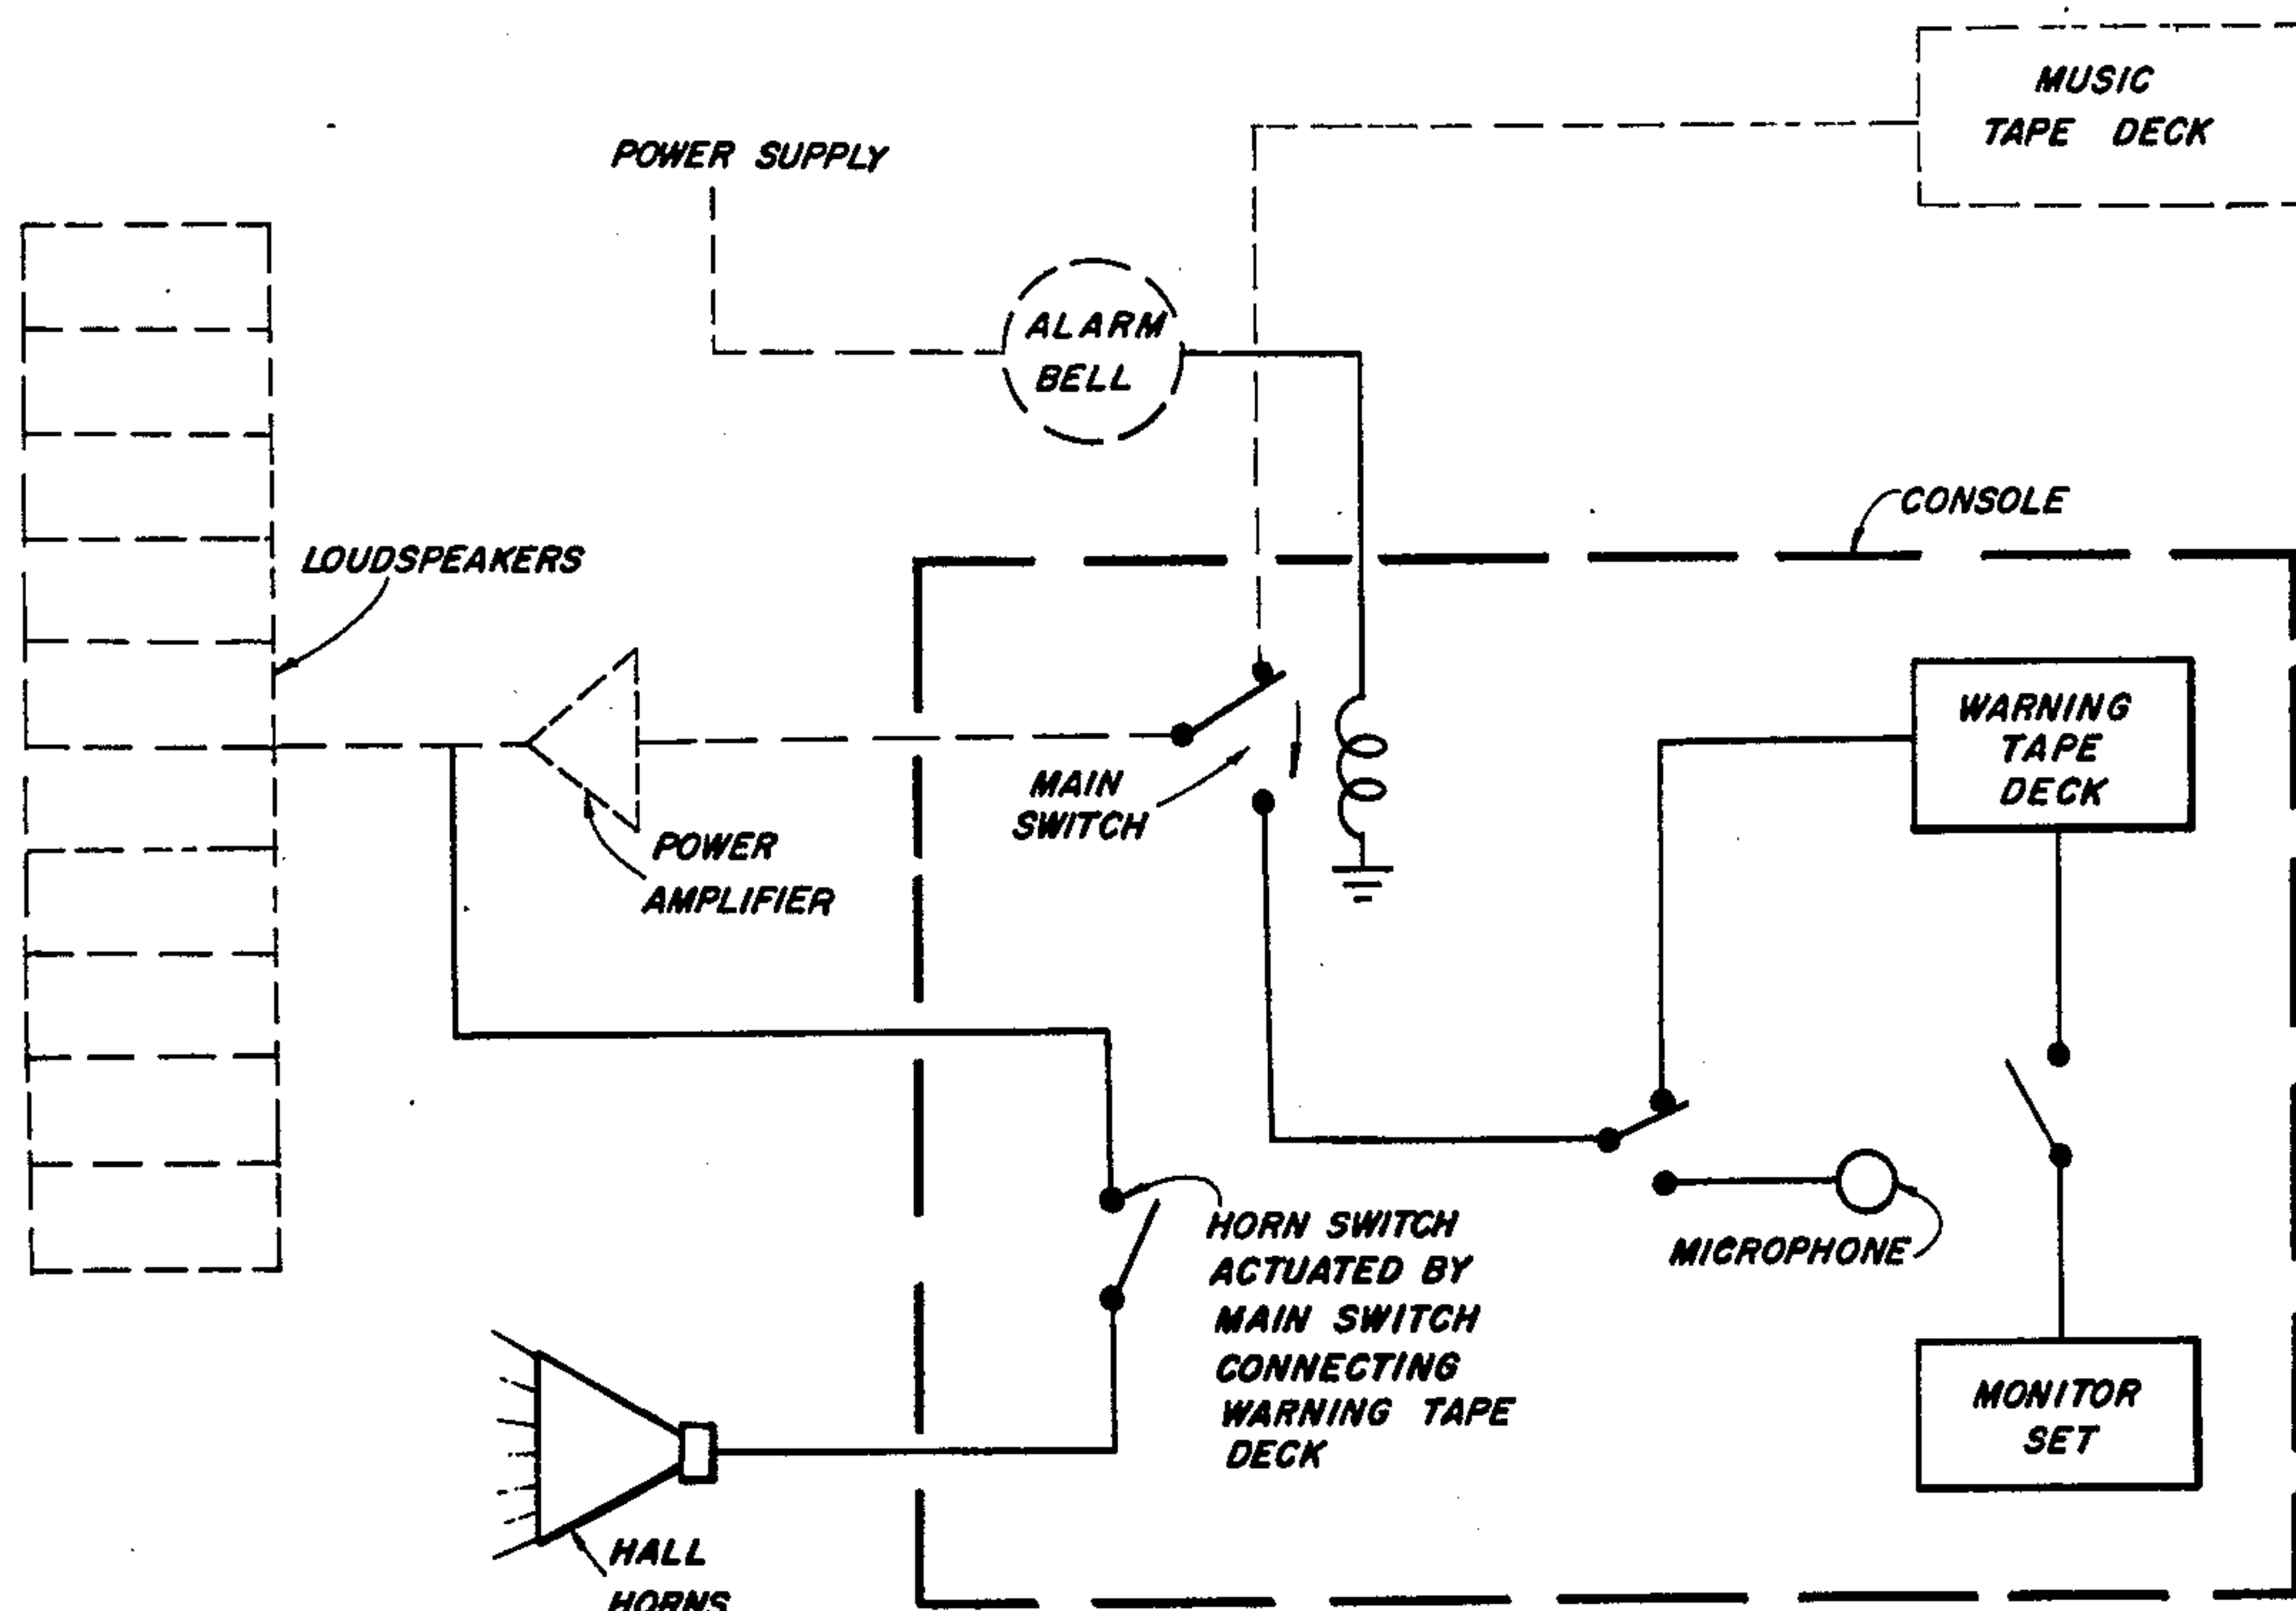 MUSIC
TAPE DECK
POWER SUPPLY
ALARM
BELL
CONSOLE
LOUDSPEAKERS
WARNING
TAPE
DECK
MAIN
SWITCH
POWER
AMPLIFIER
HORN SWITCH
ACTUATED BY
MAIN SWITCH
CONNECTING
WARNING TAPE
DECK
MICROPHONE
MONITOR
SET
HALL
HORNS